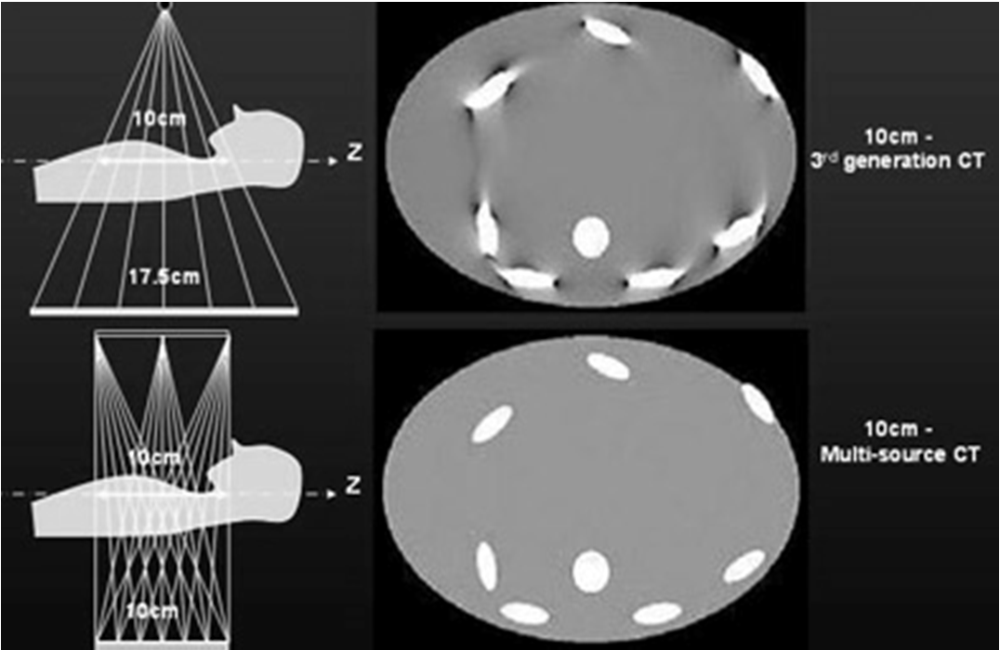 10cm
Z
17.5cm
10cm -
3rd generation CT
10cm
Z
10cm
10cm -
Multi-source CT